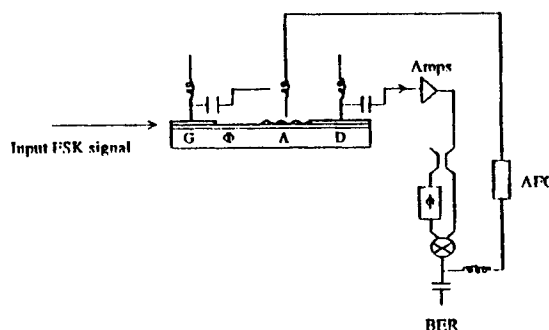 Amps
Input FSK signal
G Φ A D
AFC
Φ
BER